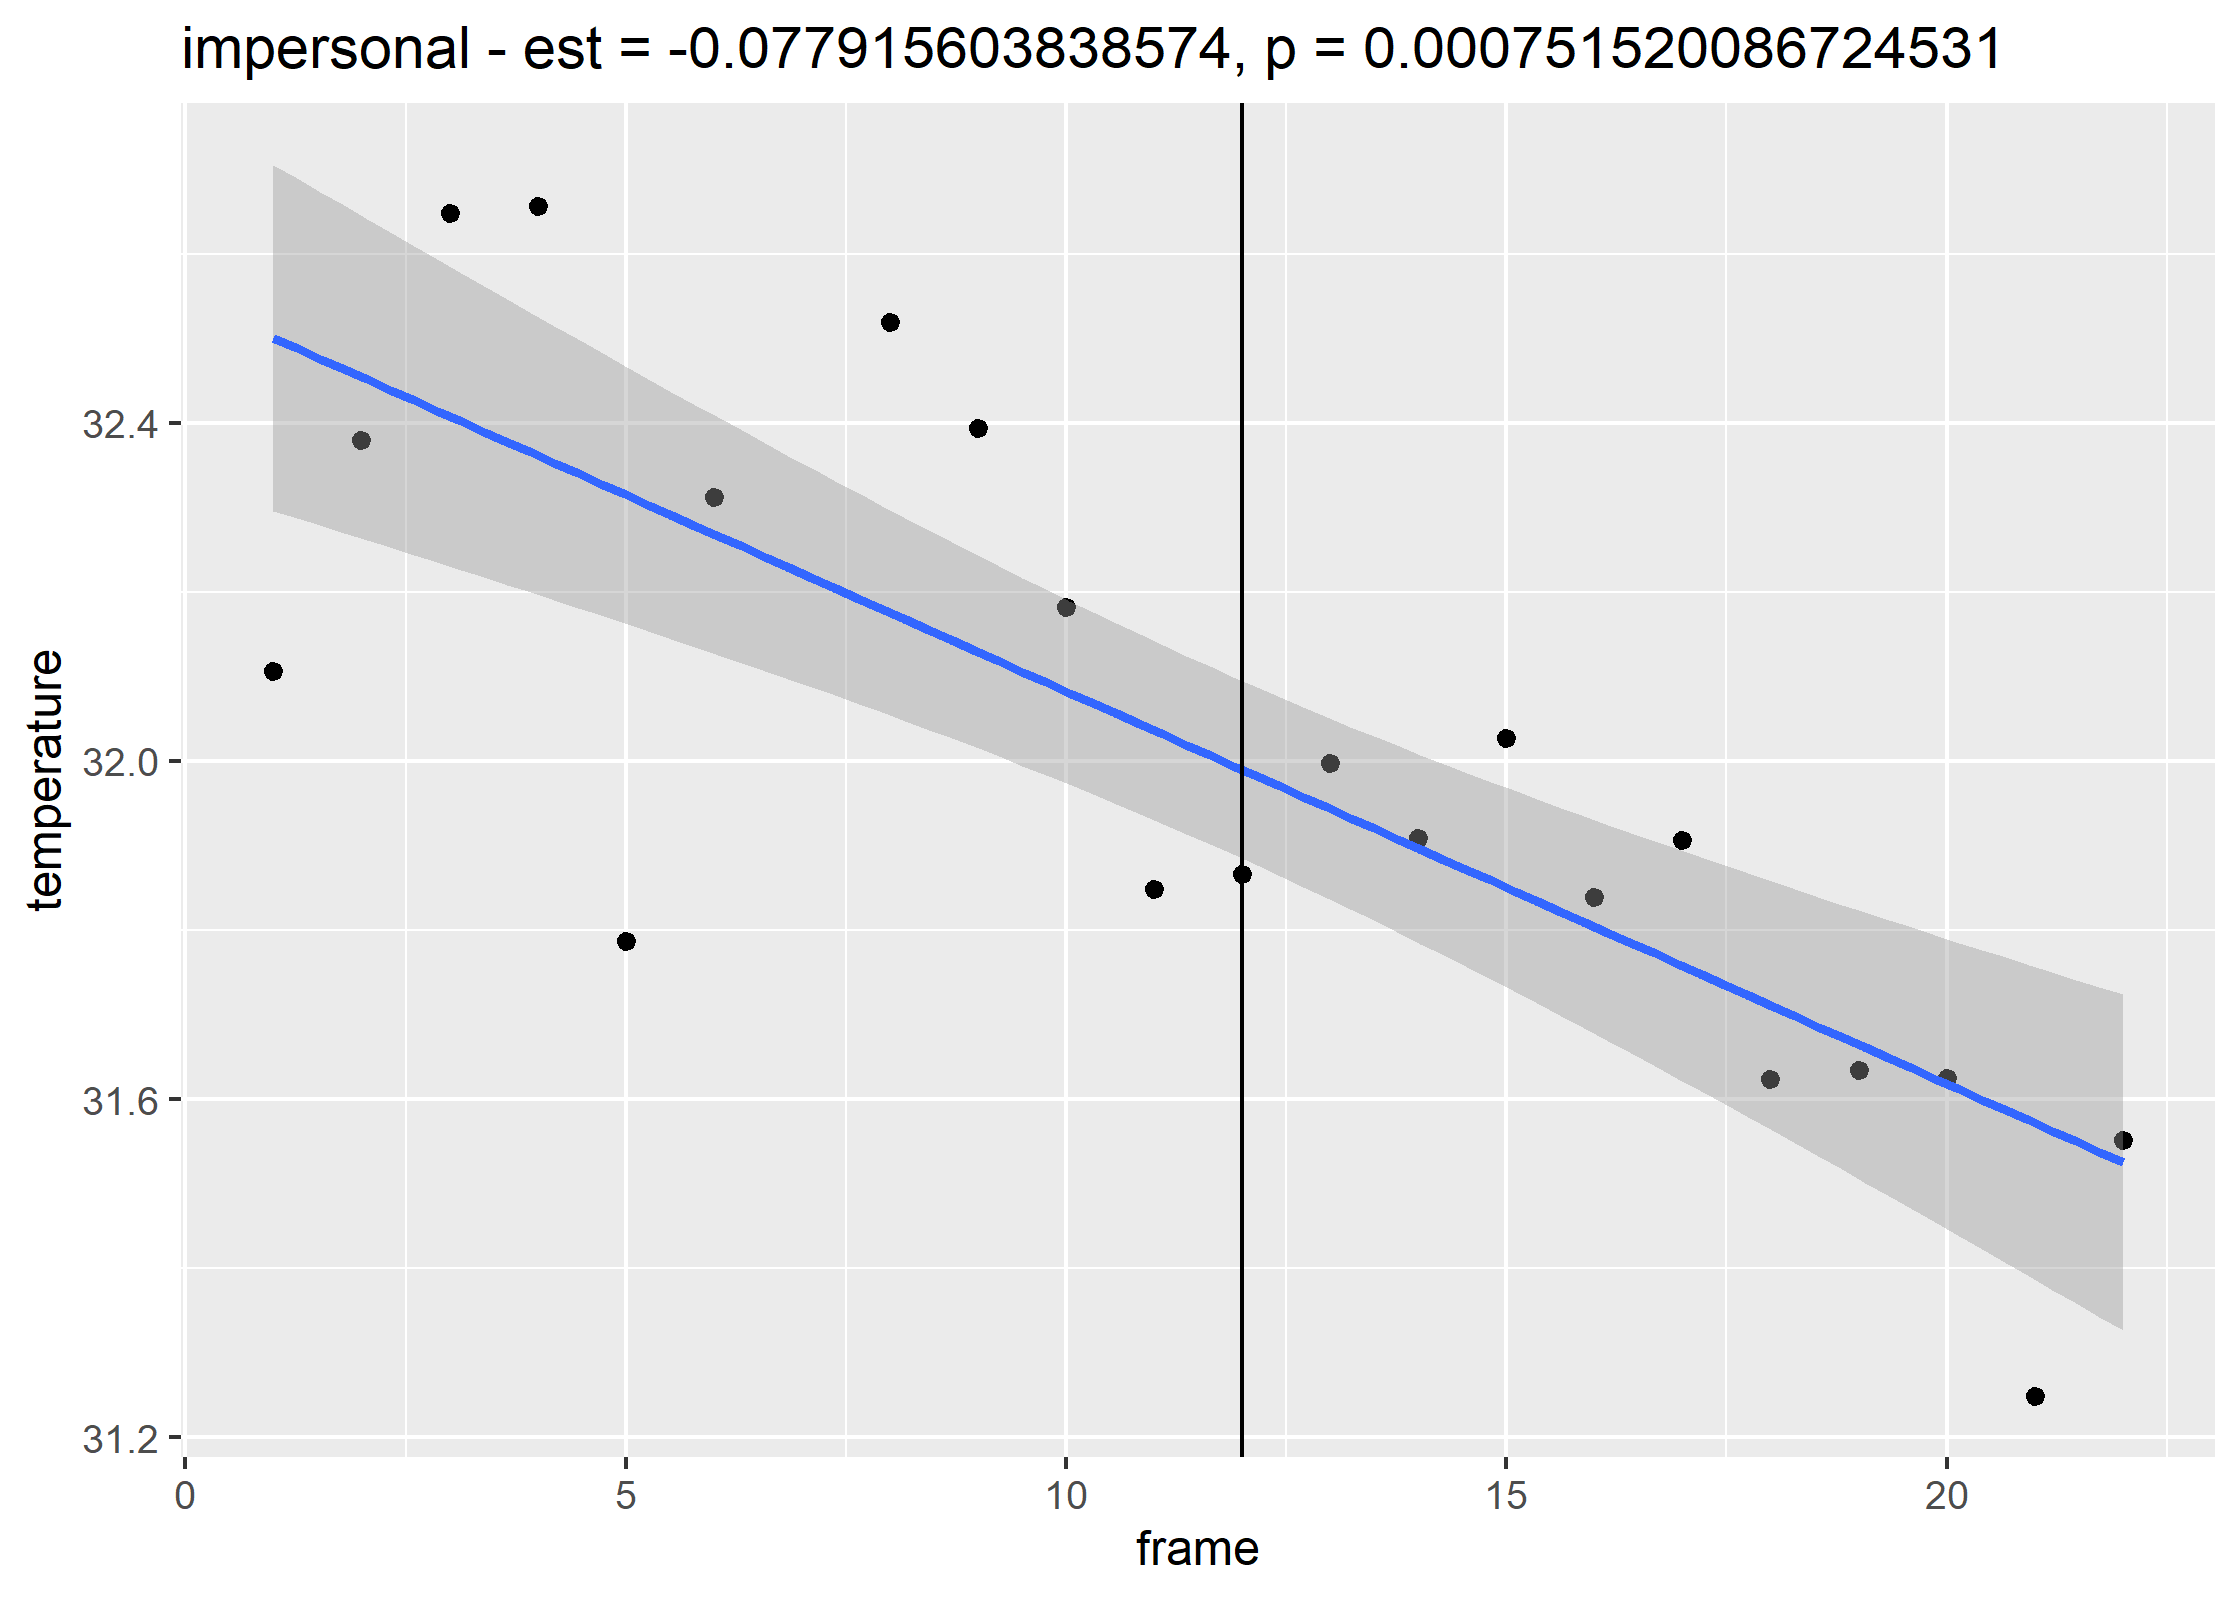 impersonal - est = -0.077915603838574, p = 0.000751520086724531
temperature
32.4
32.0
31.6
31.2
0 5 10 15 20
frame